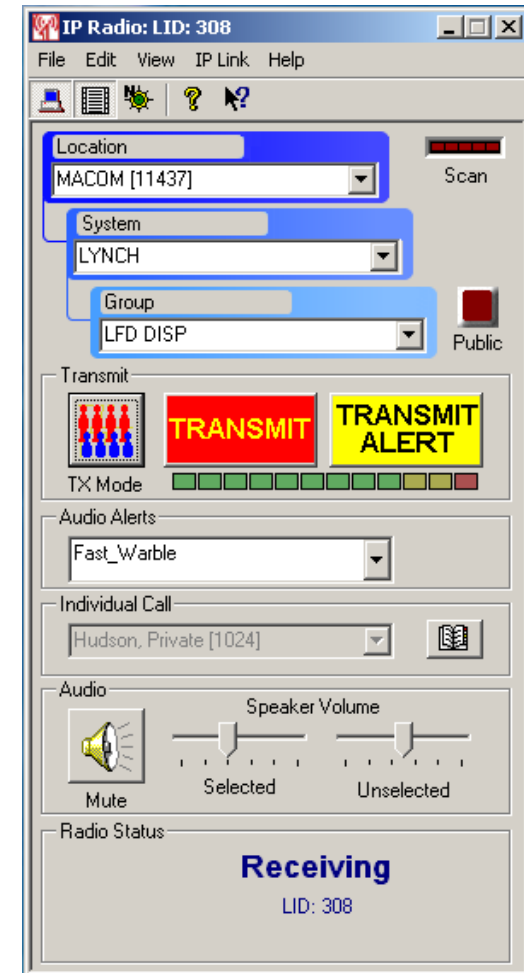 IP Radio: LID: 308
File Edit View IP Link Help
N
? ?
Location
MACOM [11437]
Scan
System
LYNCH
Group
LFD DISP
Public
Transmit
TRANSMIT
TRANSMIT
ALERT
TX Mode
Audio Alerts
Fast_Warble
Individual Call
Hudson, Private [1024]
Audio
Speaker Volume
Mute
Selected
Unselected
Radio Status
Receiving
LID: 308